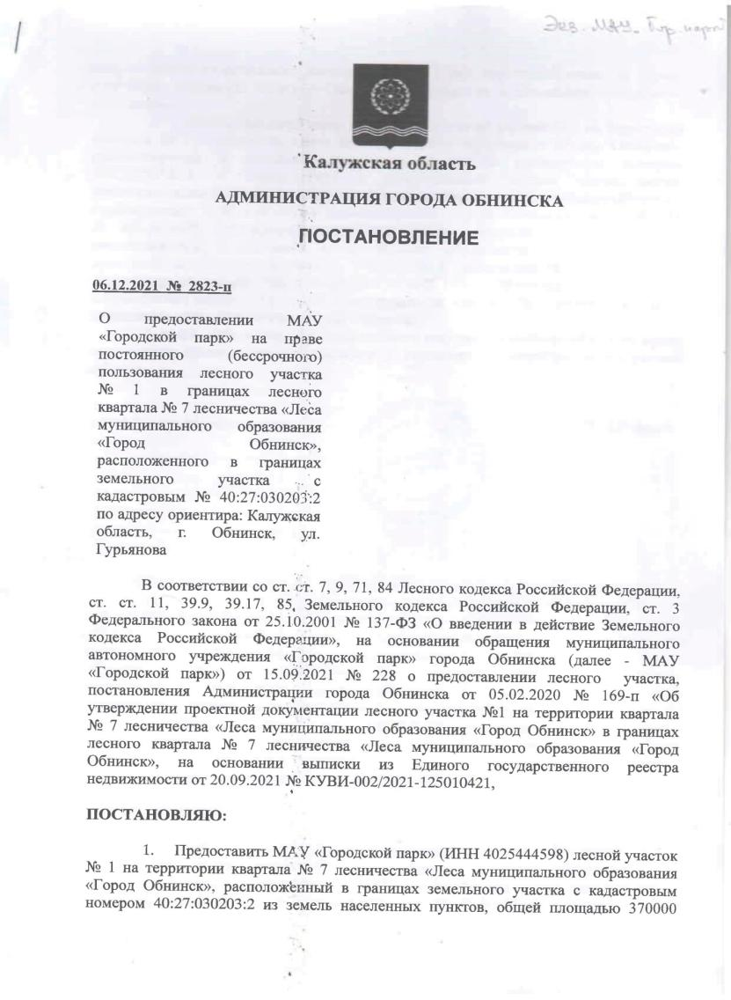 Экз. МАУ. Гор. парк
Калужская область
АДМИНИСТРАЦИЯ ГОРОДА ОБНИНСКА
ПОСТАНОВЛЕНИЕ
06.12.2021 № 2823-п
О предоставлении МАУ
«Городской парк» на праве
постоянного (бессрочного)
пользования лесного участка
№ 1 в границах лесного
квартала № 7 лесничества «Леса
муниципального образования
«Город Обнинск»,
расположенного в границах
земельного участка с
кадастровым № 40:27:030203:2
по адресу ориентира: Калужская
область, г. Обнинск, ул.
Гурьянова
В соответствии со ст. ст. 7, 9, 71, 84 Лесного кодекса Российской Федерации,
ст. ст. 11, 39.9, 39.17, 85, Земельного кодекса Российской Федерации, ст. 3
Федерального закона от 25.10.2001 № 137-ФЗ «О введении в действие Земельного
кодекса Российской Федерации», на основании обращения муниципального
автономного учреждения «Городской парк» города Обнинска (далее - МАУ
«Городской парк») от 15.09.2021 № 228 о предоставлении лесного участка,
постановления Администрации города Обнинска от 05.02.2020 № 169-п «Об
утверждении проектной документации лесного участка №1 на территории квартала
№ 7 лесничества «Леса муниципального образования «Город Обнинск» в границах
лесного квартала № 7 лесничества «Леса муниципального образования «Город
Обнинск», на основании выписки из Единого государственного реестра
недвижимости от 20.09.2021 № КУВИ-002/2021-125010421,
ПОСТАНОВЛЯЮ:
1. Предоставить МАУ «Городской парк» (ИНН 4025444598) лесной участок
№ 1 на территории квартала № 7 лесничества «Леса муниципального образования
«Город Обнинск», расположенный в границах земельного участка с кадастровым
номером 40:27:030203:2 из земель населенных пунктов, общей площадью 370000